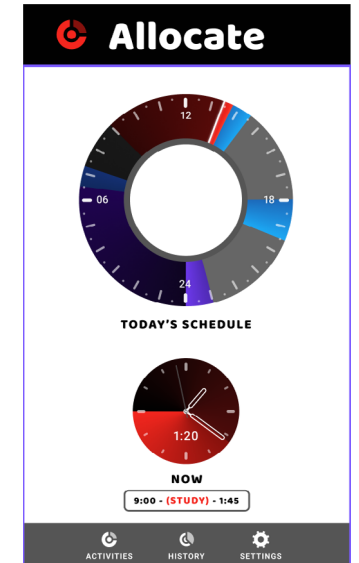 Allocate
12
06
18
24
TODAY'S SCHEDULE
1:20
NOW
9:00 - (STUDY) - 1:45
ACTIVITIES HISTORY SETTINGS